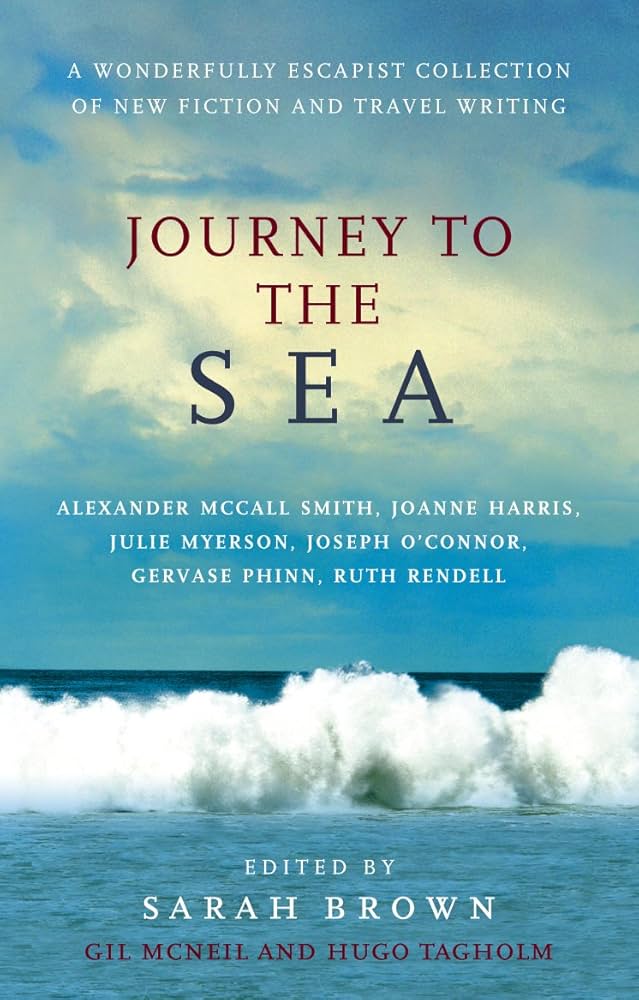 A WONDERFULLY ESCAPIST COLLECTION
OF NEW FICTION AND TRAVEL WRITING
JOURNEY TO
THE
SEA
ALEXANDER MCCALL SMITH, JOANNE HARRIS,
JULIE MYERSON, JOSEPH O'CONNOR,
GERVASE PHINN, RUTH RENDELL
EDITED BY
SARAH BROWN
GIL MCNEIL AND HUGO TAGHOLM